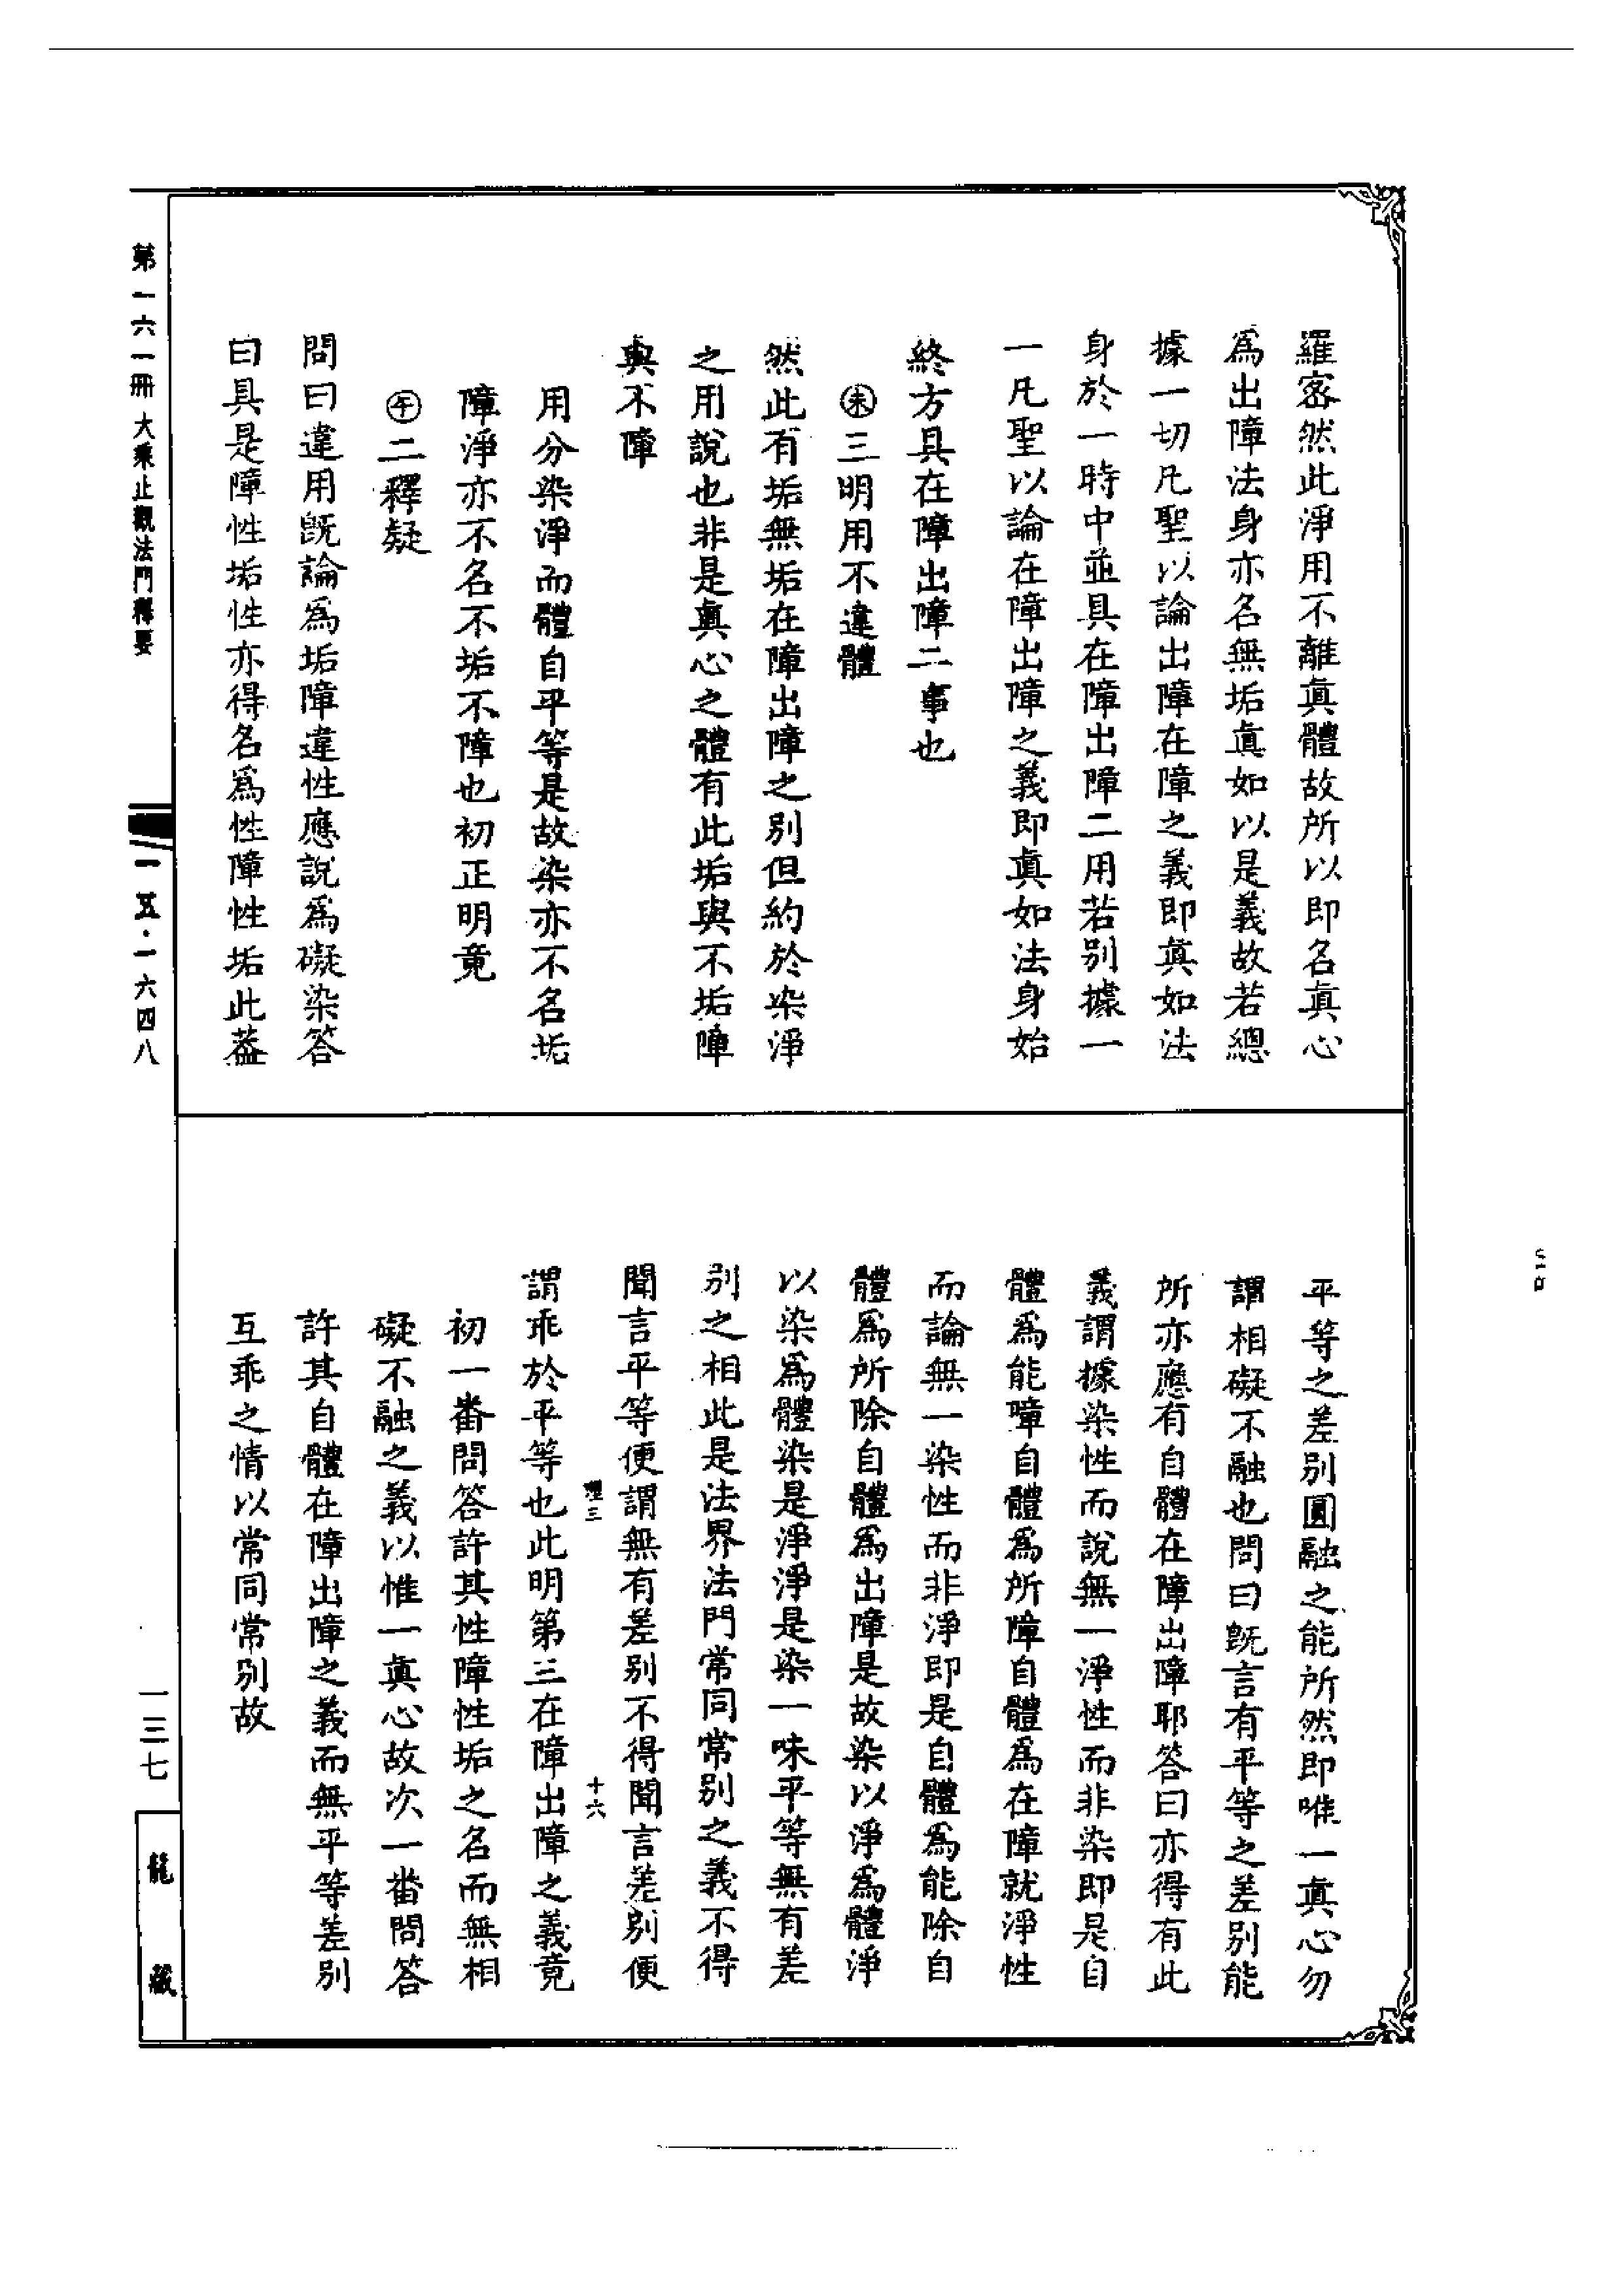 羅密然此淨用不離真體故所以即名真心
為出障法身亦名無垢真如以是義故若總
據一切凡聖以論出障在障之義即真如法
身於一時中並具在障出障二用若別據一
一凡聖以論在障出障之義即真如法身始
終方具在障出障二事也
㊍三明用不違體
然此有垢無垢在障出障之別但約於染淨
之用說也非是真心之體有此垢與不垢障
與不障
用分染淨而體自平等是故染亦不名垢
障淨亦不名不垢不障也初正明竟
㊌二釋疑
問曰違用既論為垢障違性應說為礙染答
曰具是障性垢性亦得名為性障性垢此葢
平等之差別圓融之能所然即唯一真心勿
謂相礙不融也問曰既言有平等之差別能
所亦應有自體在障出障耶答曰亦得有此
義謂據染性而說無一淨性而非染即是自
體為能障自體為所障自體為在障就淨性
而論無一染性而非淨即是自體為能除自
體為所除自體為出障是故染以淨為體淨
以染為體染是淨淨是染一味平等無有差
別之相此是法界法門常同常別之義不得
聞言平等便謂無有差別不得聞言差別便
謂乖於平等也此明第三在障出障之義竟
初一番問答許其性障性垢之名而無相
礙不融之義以惟一真心故次一番問答
許其自體在障出障之義而無平等差別
互乖之情以常同常別故
第一六一冊 大乘止觀法門釋要
一五·一六四八
一三七
龍藏
十六